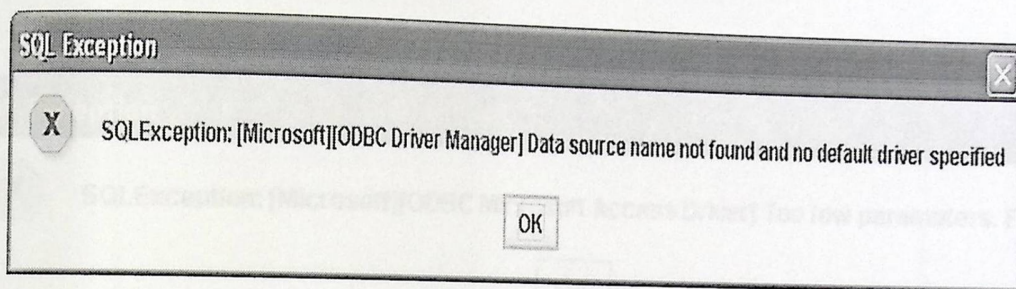 SQL Exception
X
X
SQLException: [Microsoft][ODBC Driver Manager] Data source name not found and no default driver specified
SQLException: [Microsoft][ODBC Microsoft Access Driver] Too few parameters. E
OK